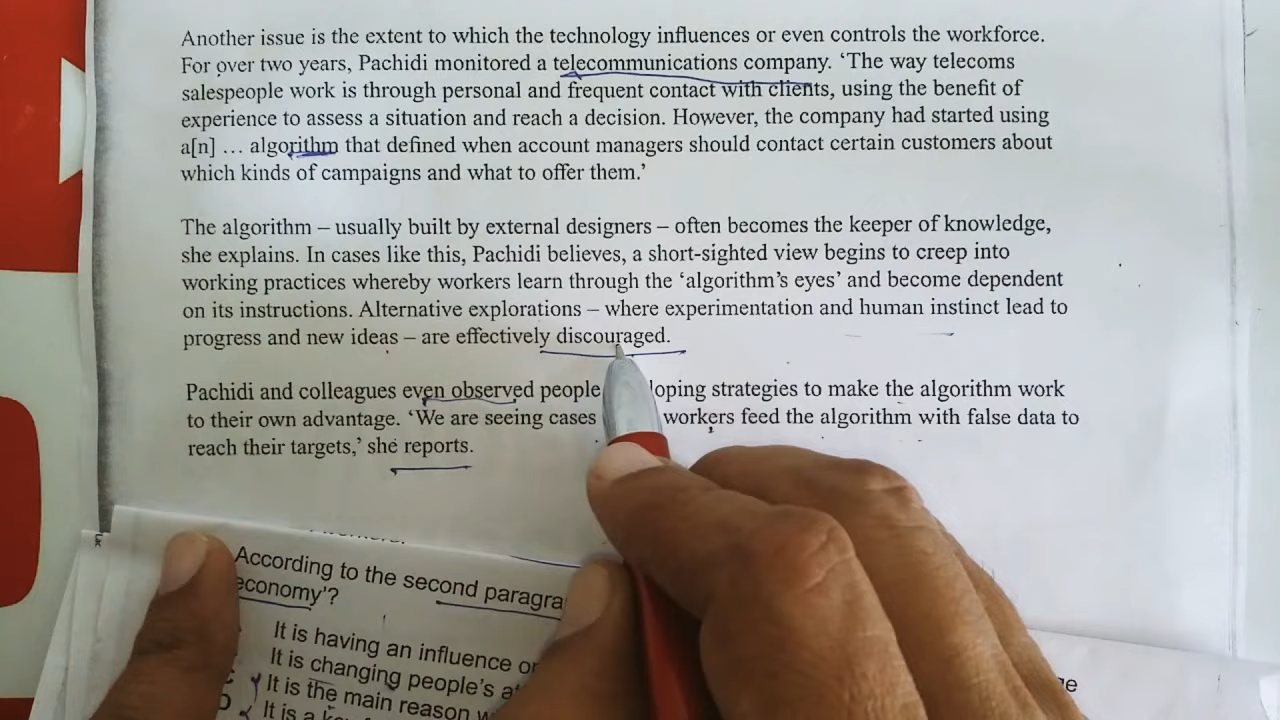 Another issue is the extent to which the technology influences or even controls the workforce.
For over two years, Pachidi monitored a telecommunications company. ‘The way telecoms
salespeople work is through personal and frequent contact with clients, using the benefit of
experience to assess a situation and reach a decision. However, the company had started using
a[n] … algorithm that defined when account managers should contact certain customers about
which kinds of campaigns and what to offer them.’
The algorithm – usually built by external designers – often becomes the keeper of knowledge,
she explains. In cases like this, Pachidi believes, a short-sighted view begins to creep into
working practices whereby workers learn through the ‘algorithm’s eyes’ and become dependent
on its instructions. Alternative explorations – where experimentation and human instinct lead to
progress and new ideas – are effectively discouraged.
Pachidi and colleagues even observed people loping strategies to make the algorithm work
to their own advantage. ‘We are seeing cases workers feed the algorithm with false data to
reach their targets,’ she reports.
According to the second paragra
economy’?
It is having an influence o
It is changing people’s a
It is the main reason w
D It is a